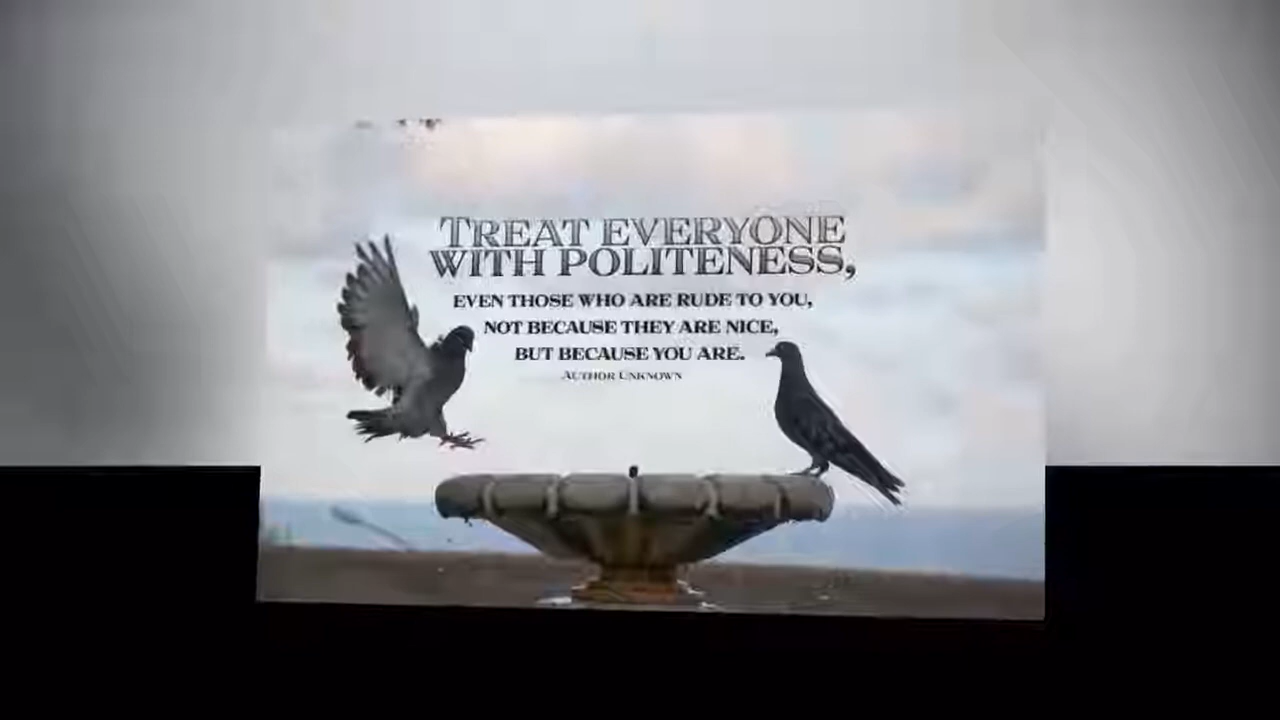 TREAT EVERYONE
WITH POLITENESS,
EVEN THOSE WHO ARE RUDE TO YOU,
NOT BECAUSE THEY ARE NICE,
BUT BECAUSE YOU ARE.
AUTHOR UNKNOWN